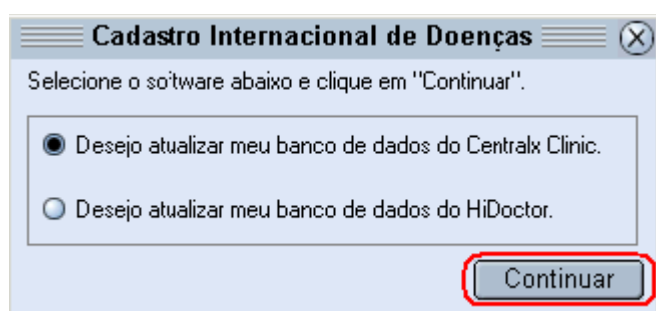 Cadastro Internacional de Doenças
Selecione o software abaixo e clique em "Continuar".
Desejo atualizar meu banco de dados do Centralx Clinic.
Desejo atualizar meu banco de dados do HiDoctor.
Continuar